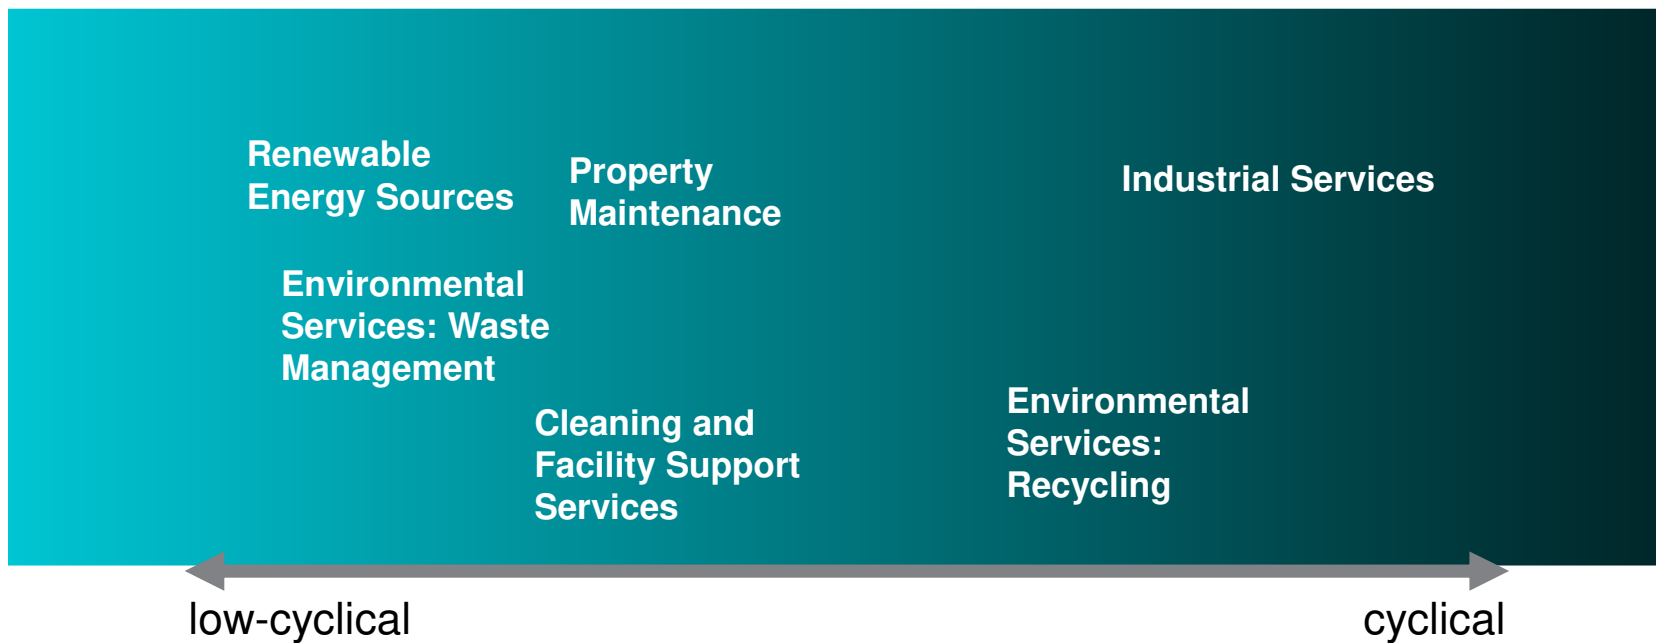 Renewable
Energy Sources
Property
Maintenance
Industrial Services
Environmental
Services: Waste
Management
Cleaning and
Facility Support
Services
Environmental
Services:
Recycling
low-cyclical
cyclical